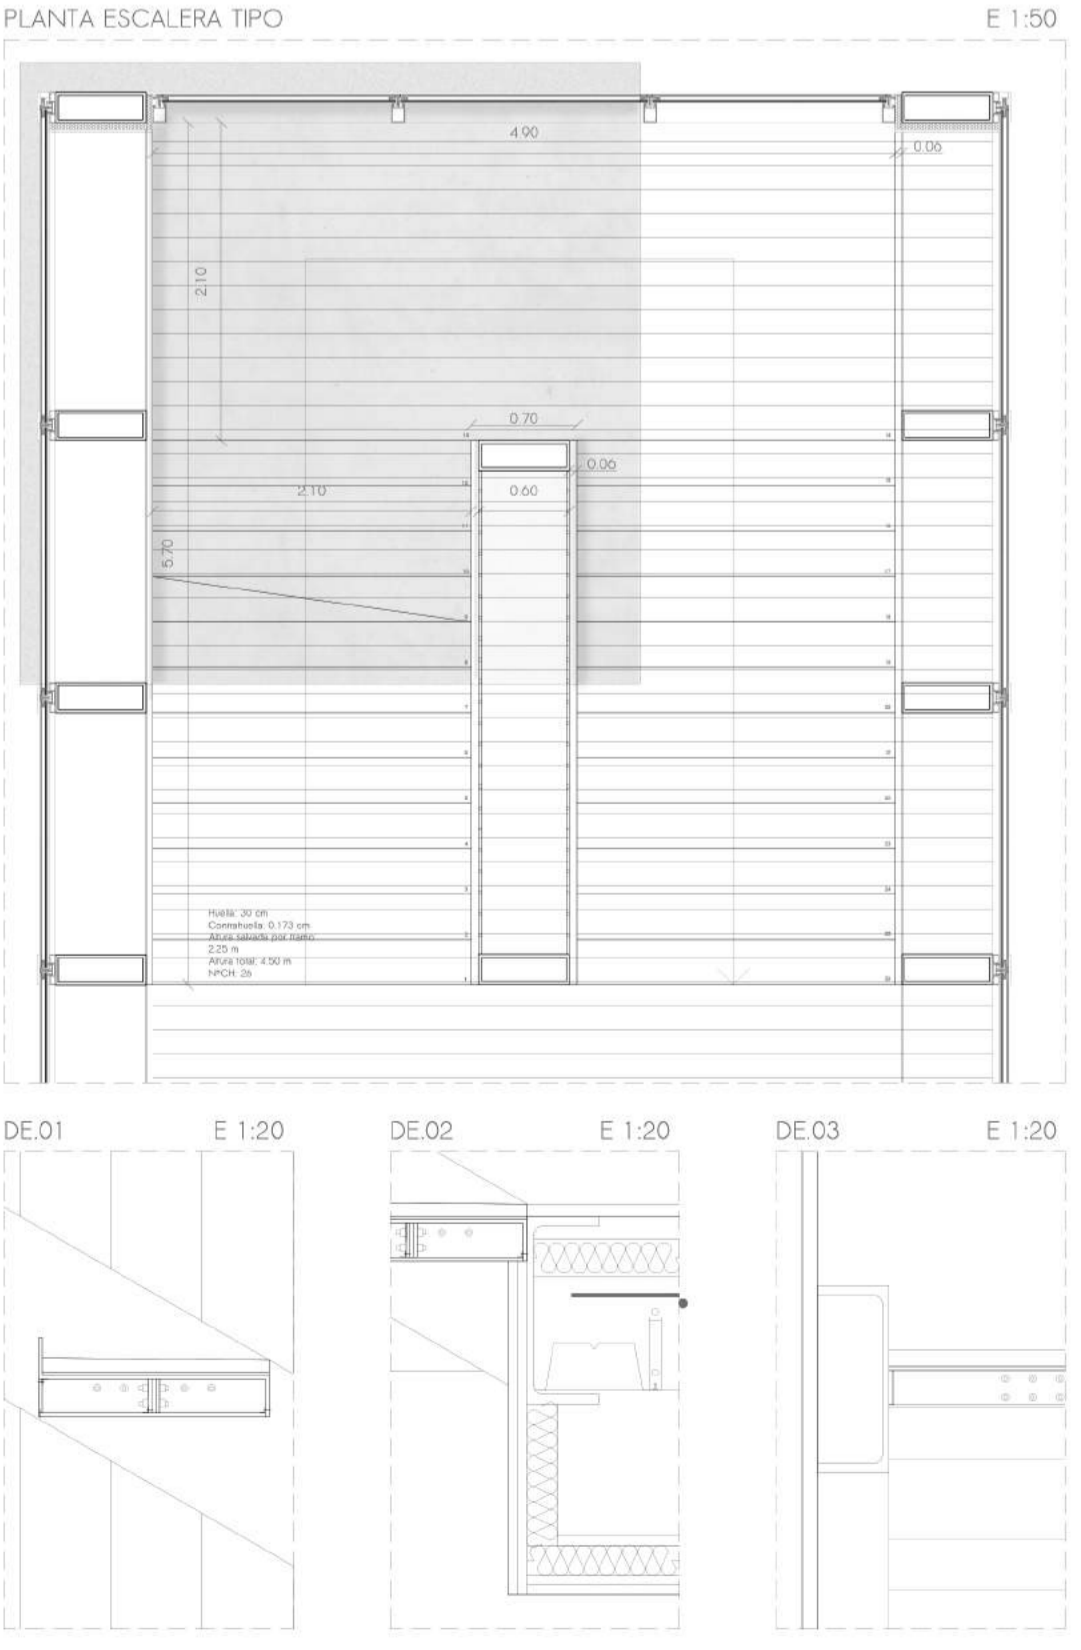 PLANTA ESCALERA TIPO
E 1:50
4.90
0.06
2.10
0.70
0.06
2.10
0.60
5.70
Huella: 30 cm
Contrahuella: 0.173 cm
Altura salvada por tramo:
2.25 m
Altura total: 4.50 m
NºCH: 26
DE.01
E 1:20
DE.02
E 1:20
DE.03
E 1:20